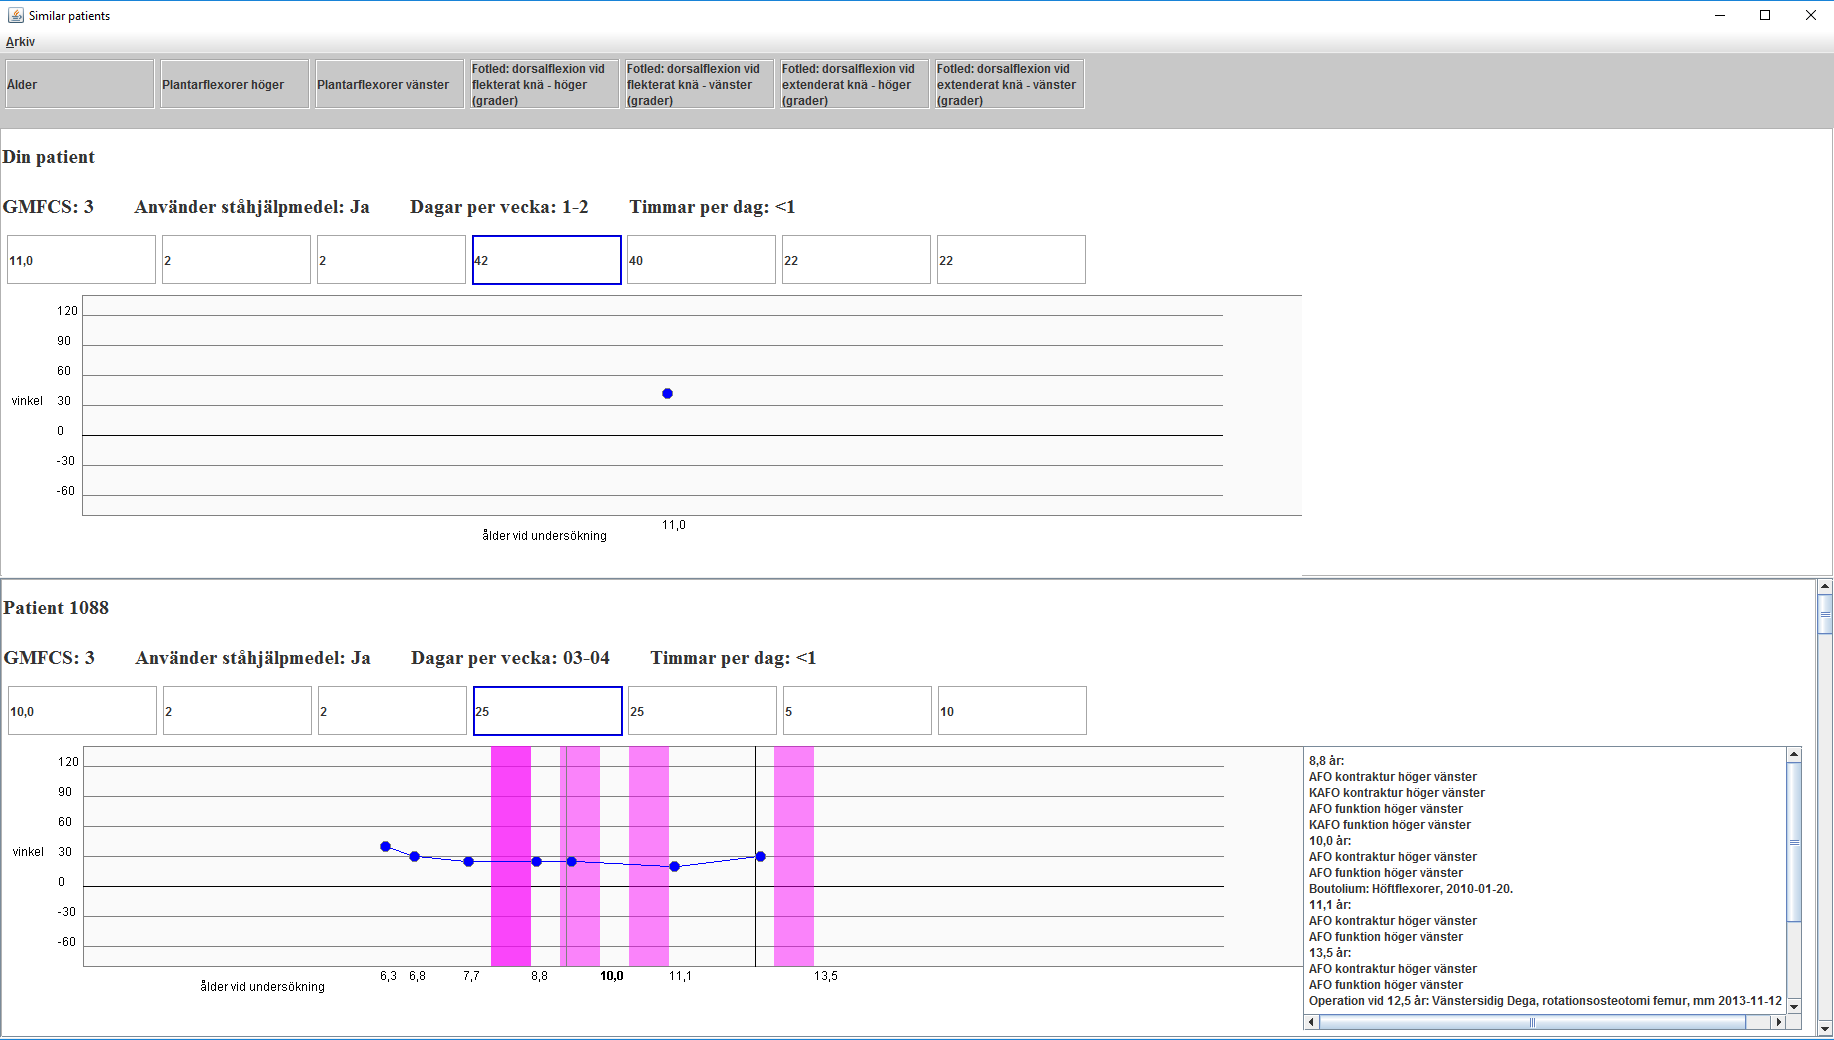 Similar patients
Arkiv
Ålder
Plantarflexorer höger
Plantarflexorer vänster
Fotled: dorsalflexion vid
flekterat knä - höger
(grader)
Fotled: dorsalflexion vid
flekterat knä - vänster
(grader)
Fotled: dorsalflexion vid
extenderat knä - höger
(grader)
Fotled: dorsalflexion vid
extenderat knä - vänster
(grader)
Din patient
GMFCS: 3 Använder ståhjälpmedel: Ja Dagar per vecka: 1-2 Timmar per dag: <1
11,0 2 2 42 40 22 22
120
90
60
vinkel 30
0
-30
-60
11,0
ålder vid undersökning
Patient 1088
GMFCS: 3 Använder ståhjälpmedel: Ja Dagar per vecka: 03-04 Timmar per dag: <1
10,0 2 2 25 25 5 10
120
90
60
vinkel 30
0
-30
-60
6,3 6,8 7,7 8,8 10,0 11,1 13,5
ålder vid undersökning
8,8 år:
AFO kontraktur höger vänster
KAFO kontraktur höger vänster
AFO funktion höger vänster
KAFO funktion höger vänster
10,0 år:
AFO kontraktur höger vänster
AFO funktion höger vänster
Boutolium: Höftflexorer, 2010-01-20.
11,1 år:
AFO kontraktur höger vänster
AFO funktion höger vänster
13,5 år:
AFO kontraktur höger vänster
AFO funktion höger vänster
Operation vid 12,5 år: Vänstersidig Dega, rotationsosteotomi femur, mm 2013-11-12